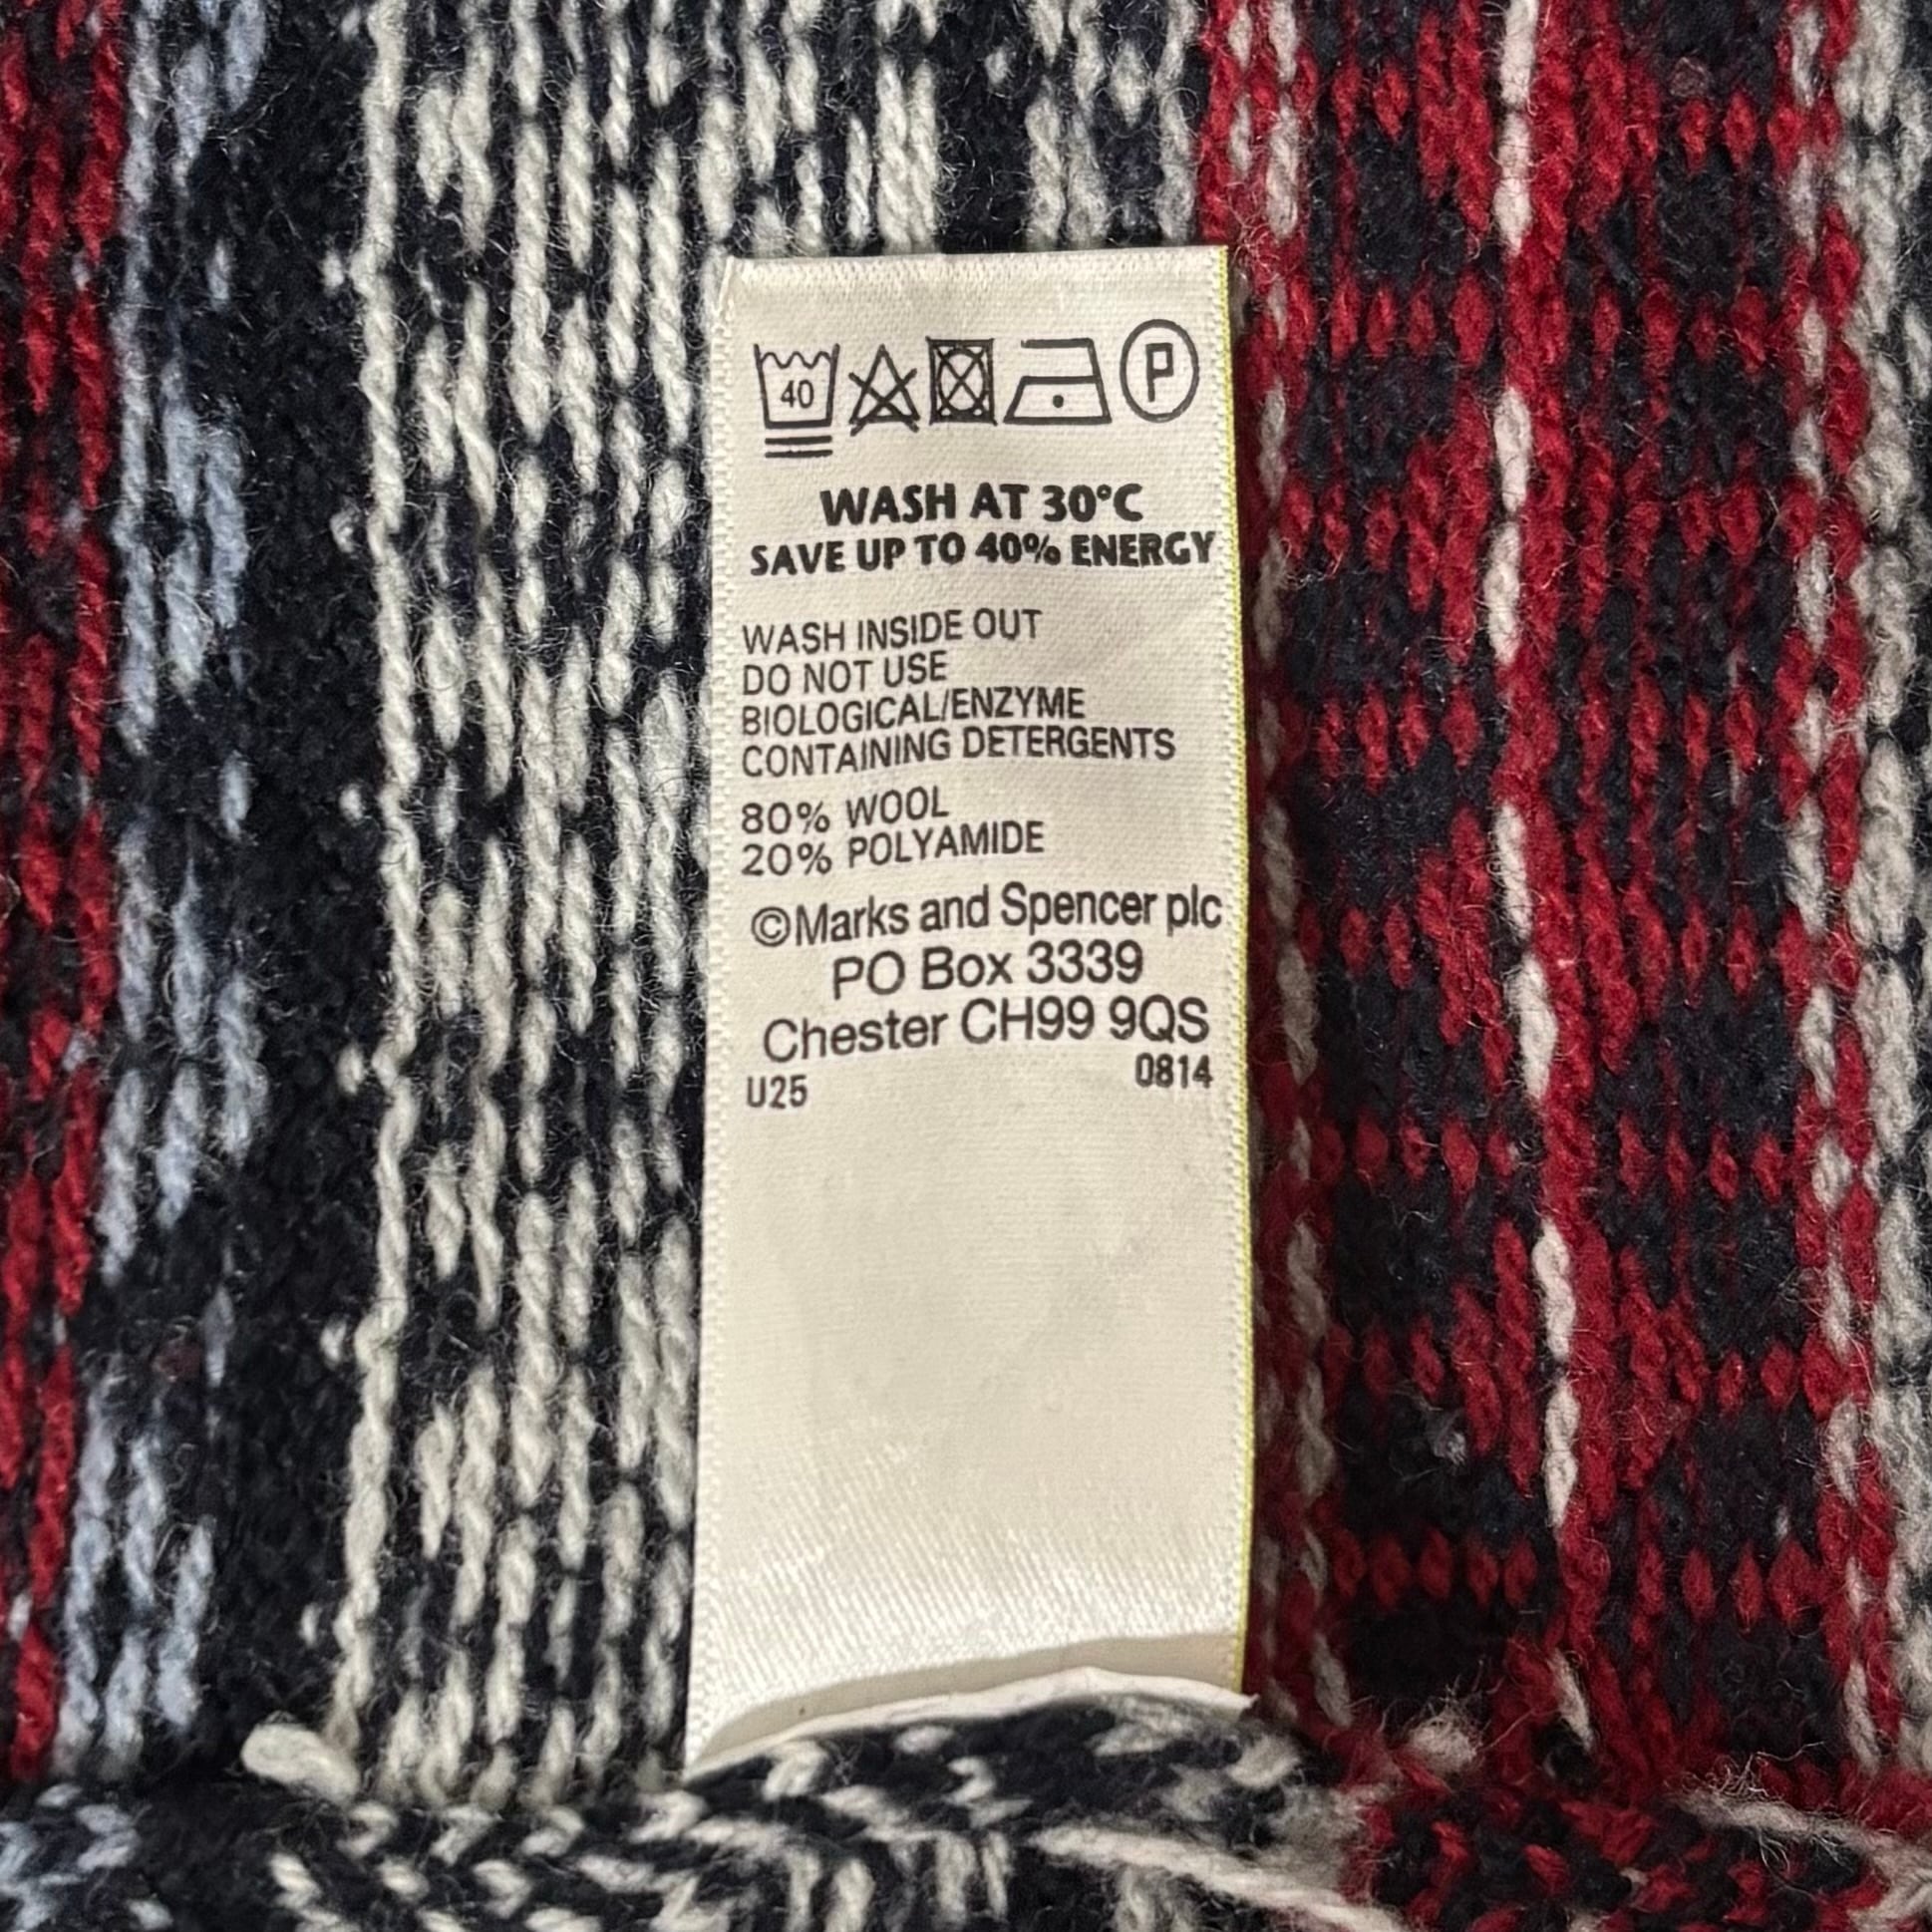 40
P
WASH AT 30°C
SAVE UP TO 40% ENERGY
WASH INSIDE OUT
DO NOT USE
BIOLOGICAL/ENZYME
CONTAINING DETERGENTS
80% WOOL
20% POLYAMIDE
©Marks and Spencer plc
PO Box 3339
Chester CH99 9QS
U25 0814